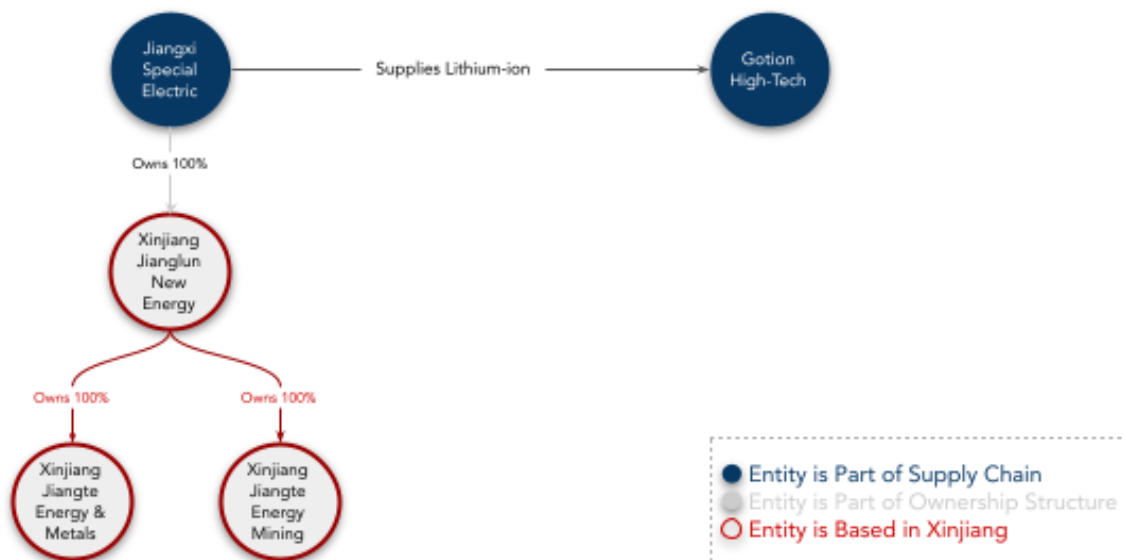 Jiangxi
Special
Electric
Supplies Lithium-ion
Gotion
High-Tech
Owns 100%
Xinjiang
Jianglun
New
Energy
Owns 100%
Owns 100%
Xinjiang
Jiangte
Energy &
Metals
Xinjiang
Jiangte
Energy
Mining
Entity is Part of Supply Chain
Entity is Part of Ownership Structure
Entity is Based in Xinjiang